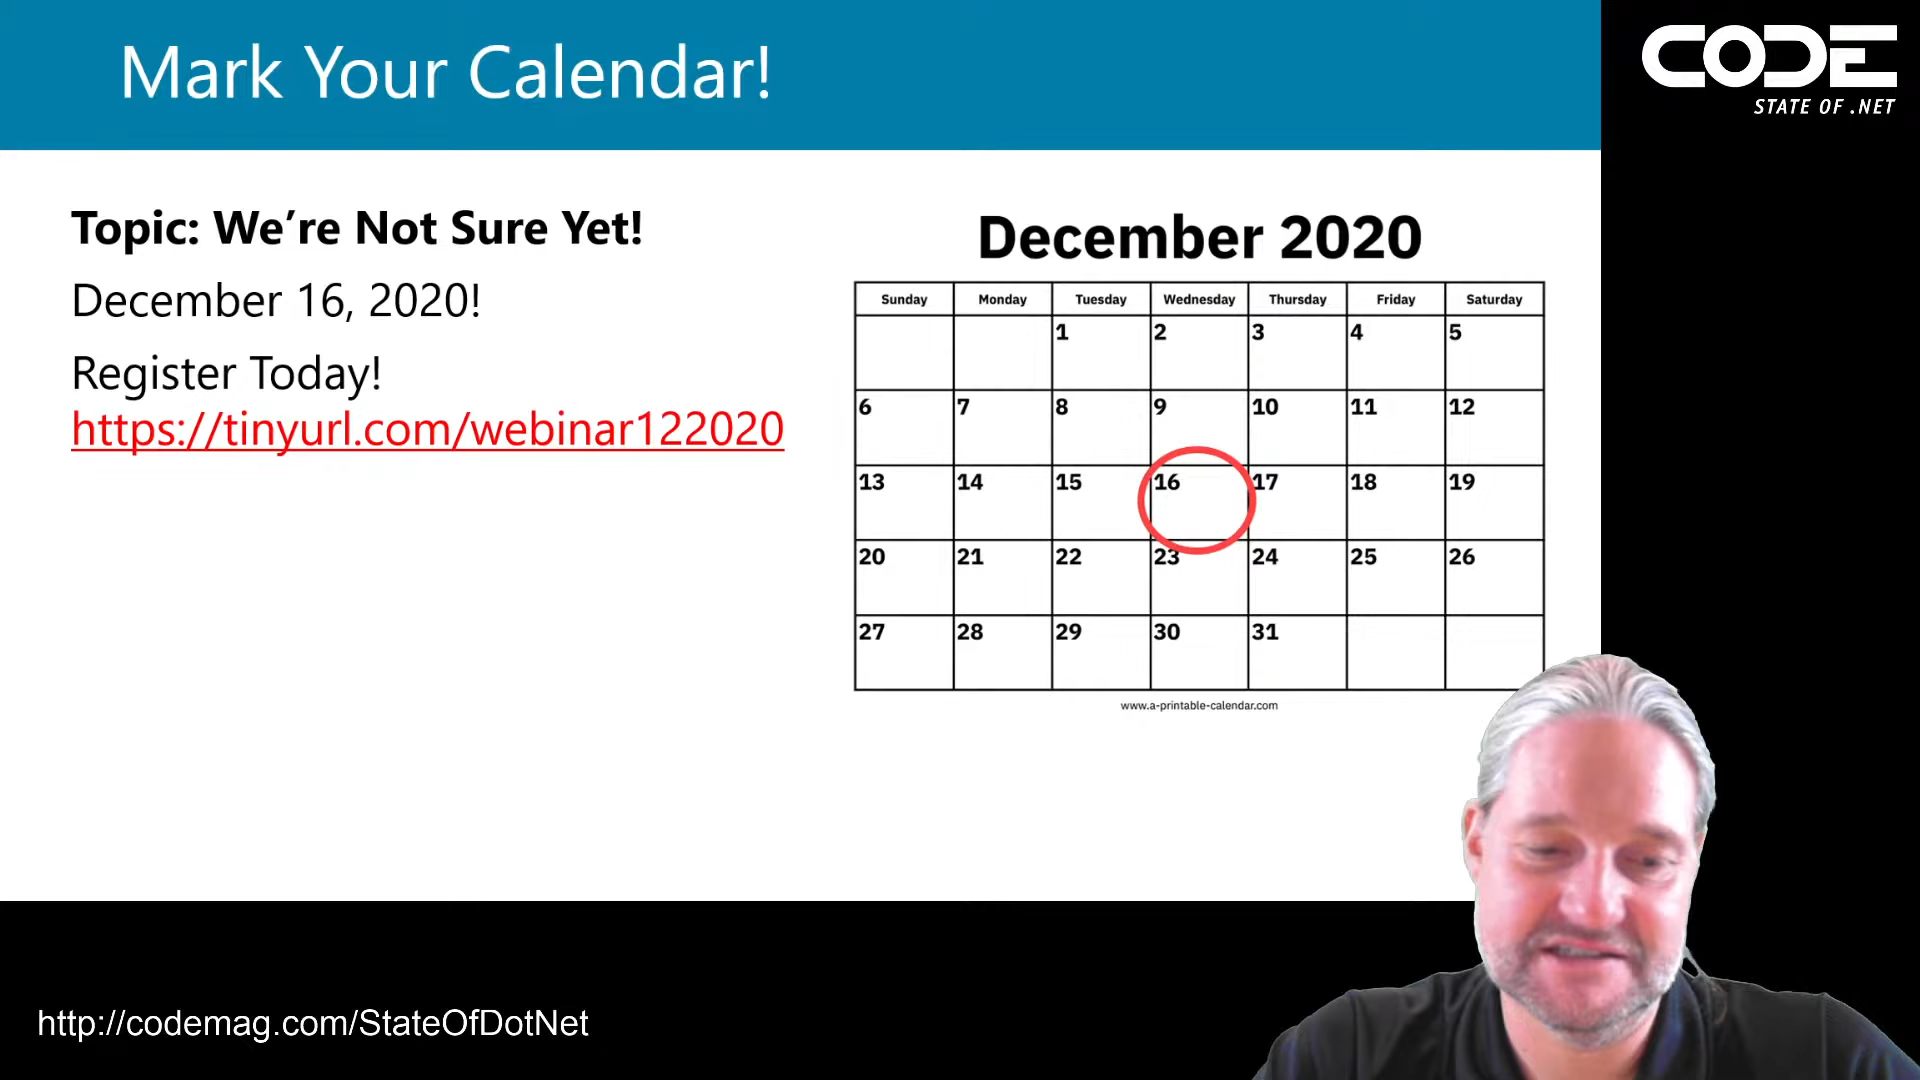 Mark Your Calendar!
CODE
STATE OF .NET
Topic: We’re Not Sure Yet!
December 16, 2020!
Register Today!
https://tinyurl.com/webinar122020
December 2020
Sunday Monday Tuesday Wednesday Thursday Friday Saturday
1 2 3 4 5
6 7 8 9 10 11 12
13 14 15 16 17 18 19
20 21 22 23 24 25 26
27 28 29 30 31
www.a-printable-calendar.com
http://codemag.com/StateOfDotNet